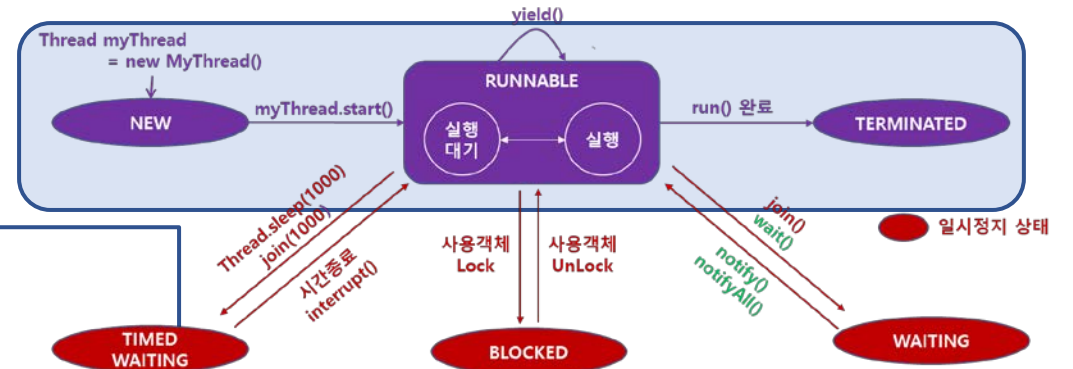 yield()
Thread myThread
= new MyThread()
RUNNABLE
NEW
myThread.start()
실행
대기
실행
run() 완료
TERMINATED
Thread.sleep(1000)
join(1000)
시간종료
interrupt()
사용객체
Lock
사용객체
UnLock
join()
wait()
notify()
notifyAll()
일시정지 상태
TIMED
WAITING
BLOCKED
WAITING